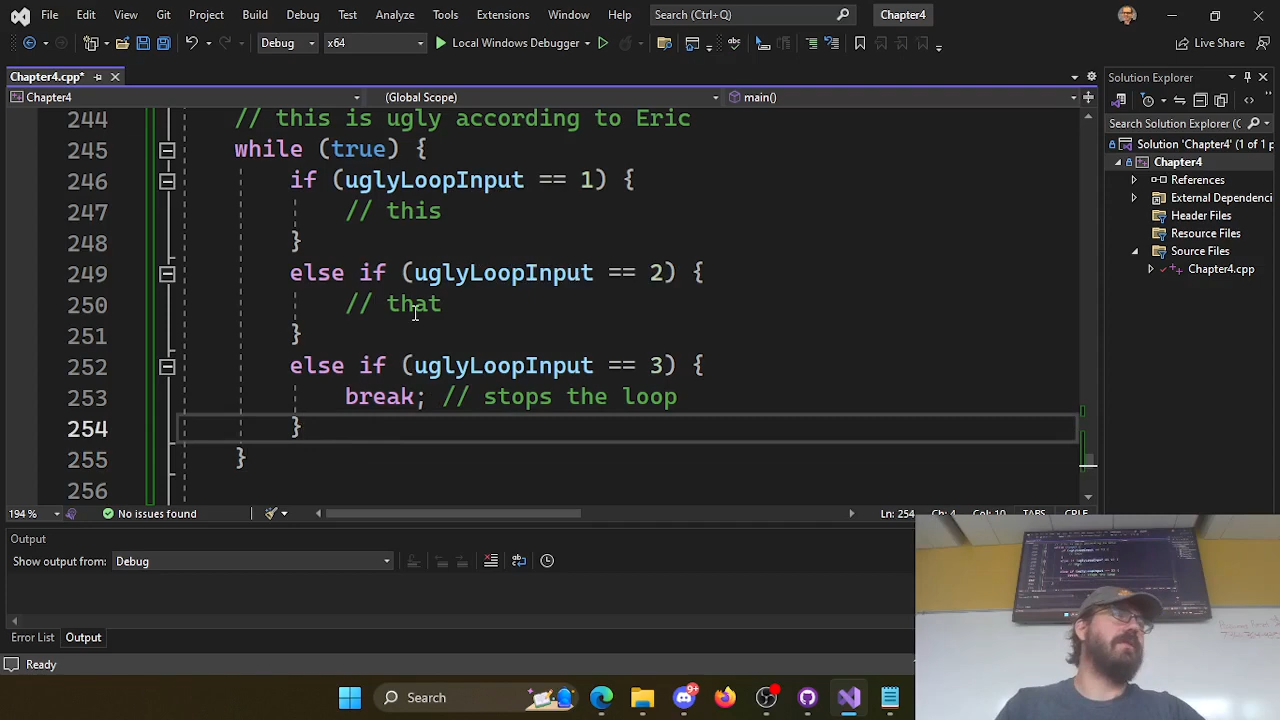 File Edit View Git Project Build Debug Test Analyze Tools Extensions Window Help Search (Ctrl+Q) Chapter4
Debug x64 Local Windows Debugger Live Share
Chapter4.cpp*
Chapter4 (Global Scope) main()
244 // this is ugly according to Eric
245 while (true) {
246 if (uglyLoopInput == 1) {
247 // this
248 }
249 else if (uglyLoopInput == 2) {
250 // that
251 }
252 else if (uglyLoopInput == 3) {
253 break; // stops the loop
254 }
255 }
256
194 % No issues found Ln: 254 Ch: 4 Col: 10 TABS CRLF
Solution Explorer
Search Solution Explorer (C
Solution 'Chapter4' (1 of 1 p
Chapter4
References
External Dependenci
Header Files
Resource Files
Source Files
Chapter4.cpp
Output
Show output from: Debug
Error List Output
Ready
Search
9+